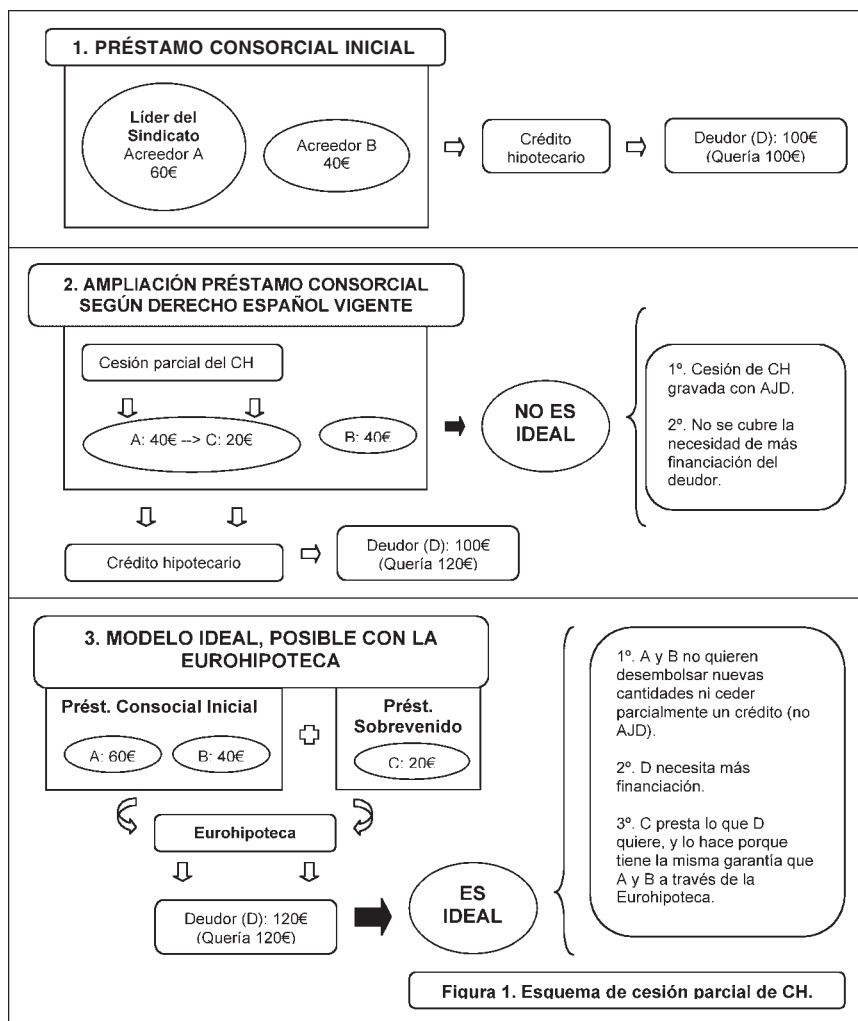 1. PRÉSTAMO CONSORCIAL INICIAL
Líder del
Sindicato
Acreedor A
60€
Acreedor B
40€
Crédito
hipotecario
Deudor (D): 100€
(Quería 100€)
2. AMPLIACIÓN PRÉSTAMO CONSORCIAL
SEGÚN DERECHO ESPAÑOL VIGENTE
Cesión parcial del CH
A: 40€ --> C: 20€
B: 40€
NO ES
IDEAL
1º. Cesión de CH
gravada con AJD.
2º. No se cubre la
necesidad de más
financiación del
deudor.
Crédito hipotecario
Deudor (D): 100€
(Quería 120€)
3. MODELO IDEAL, POSIBLE CON LA
EUROHIPOTECA
Prést. Consocial Inicial
A: 60€
B: 40€
Prést.
Sobrevenido
C: 20€
Eurohipoteca
Deudor (D): 120€
(Quería 120€)
ES
IDEAL
1º. A y B no quieren
desembolsar nuevas
cantidades ni ceder
parcialmente un crédito (no
AJD).
2º. D necesita más
financiación.
3º. C presta lo que D
quiere, y lo hace porque
tiene la misma garantía que
A y B a través de la
Eurohipoteca.
Figura 1. Esquema de cesión parcial de CH.